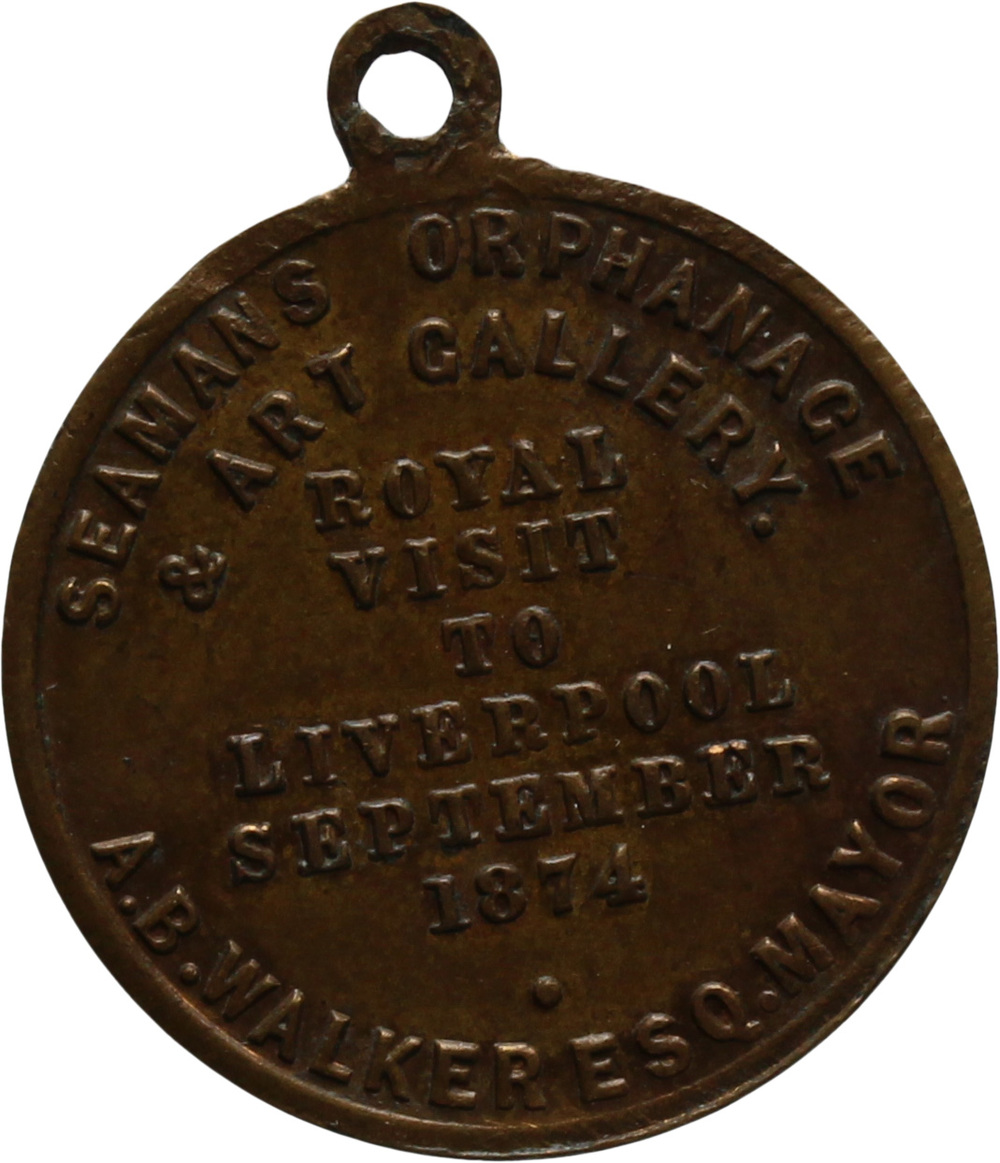 SEAMANS ORPHANAGE
& ART GALLERY.
ROYAL
VISIT
TO
LIVERPOOL
SEPTEMBER
1874
A.B.WALKER ESQ.MAYOR